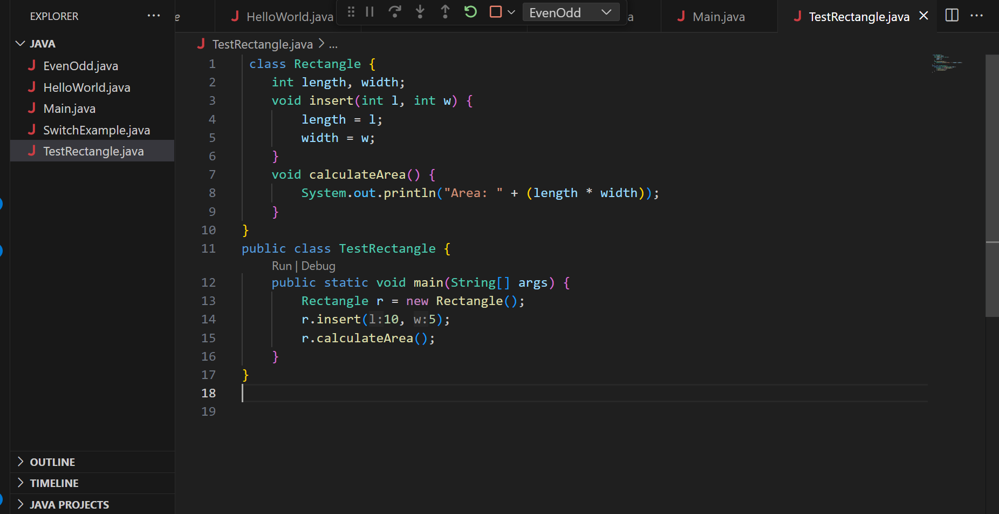 EXPLORER
JAVA
EvenOdd.java
HelloWorld.java
Main.java
SwitchExample.java
TestRectangle.java
OUTLINE
TIMELINE
JAVA PROJECTS
e
HelloWorld.java
EvenOdd
a
Main.java
TestRectangle.java
TestRectangle.java > ...
1 class Rectangle {
2 int length, width;
3 void insert(int l, int w) {
4 length = l;
5 width = w;
6 }
7 void calculateArea() {
8 System.out.println("Area: " + (length * width));
9 }
10 }
11 public class TestRectangle {
Run | Debug
12 public static void main(String[] args) {
13 Rectangle r = new Rectangle();
14 r.insert(l:10, w:5);
15 r.calculateArea();
16 }
17 }
18
19